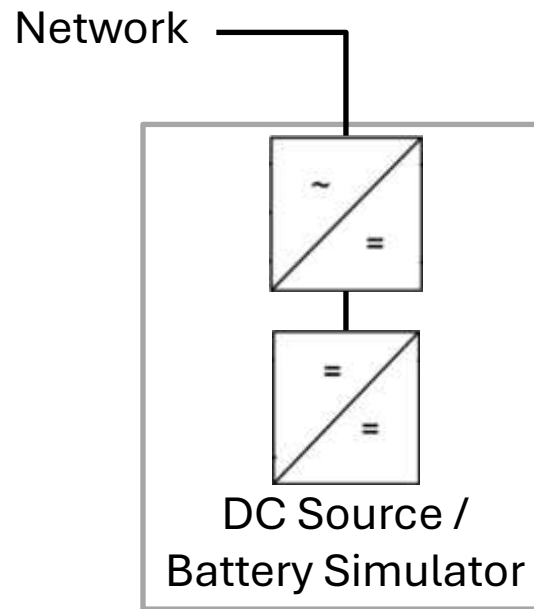 Network
~
=
=
=
DC Source /
Battery Simulator